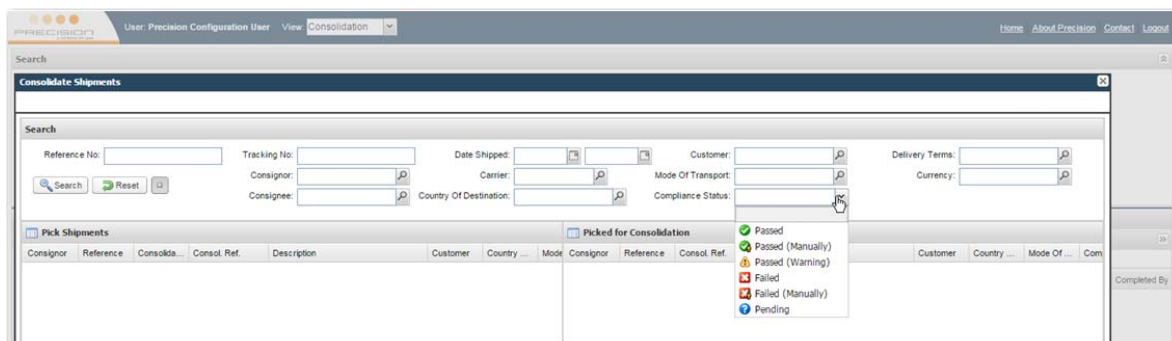 PRECISION
User: Precision Configuration User View: Consolidation
Home About Precision Contact Logout
Search
Consolidate Shipments
Search
Reference No: Tracking No: Date Shipped: Customer: Delivery Terms:
Consignor: Carrier: Mode Of Transport: Currency:
Search Reset
Consignee: Country Of Destination: Compliance Status:
Pick Shipments Picked for Consolidation
Consignor Reference Consolida... Consol. Ref. Description Customer Country ... Mode Consignor Reference Consol. Ref. Customer Country ... Mode Of ... Com
Passed
Passed (Manually)
Passed (Warning)
Failed
Failed (Manually)
Pending
Completed By